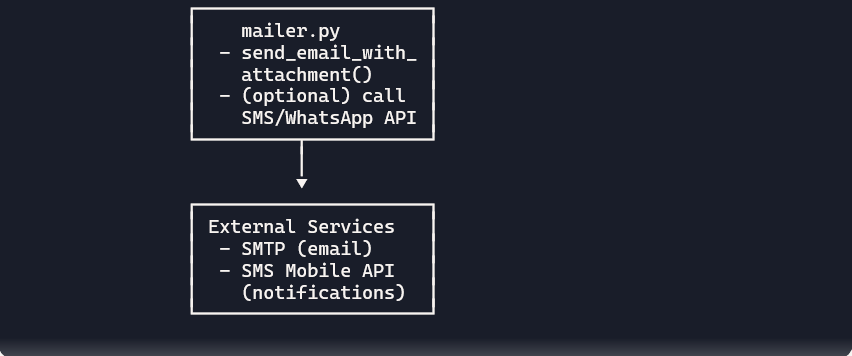 mailer.py
– send_email_with_
attachment()
– (optional) call
SMS/WhatsApp API
External Services
– SMTP (email)
– SMS Mobile API
(notifications)